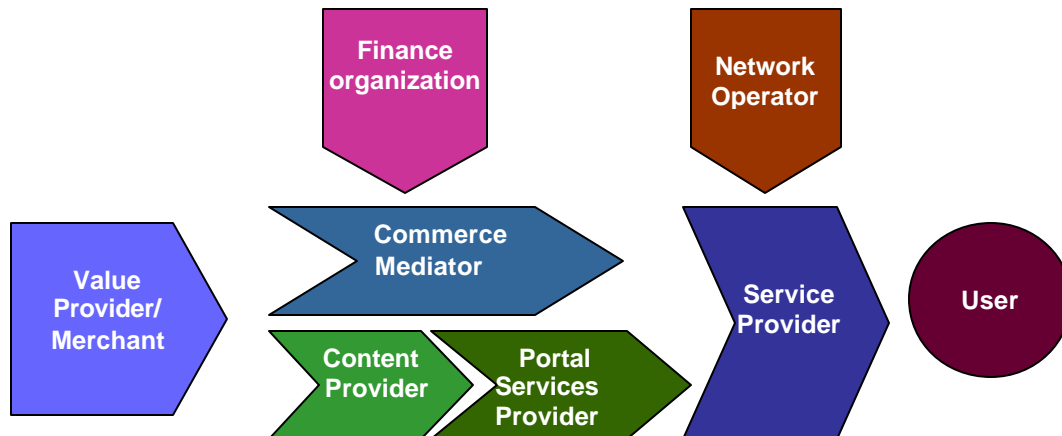 Finance
organization
Network
Operator
Commerce
Mediator
Value
Provider/
Merchant
Service
Provider
User
Content
Provider
Portal
Services
Provider